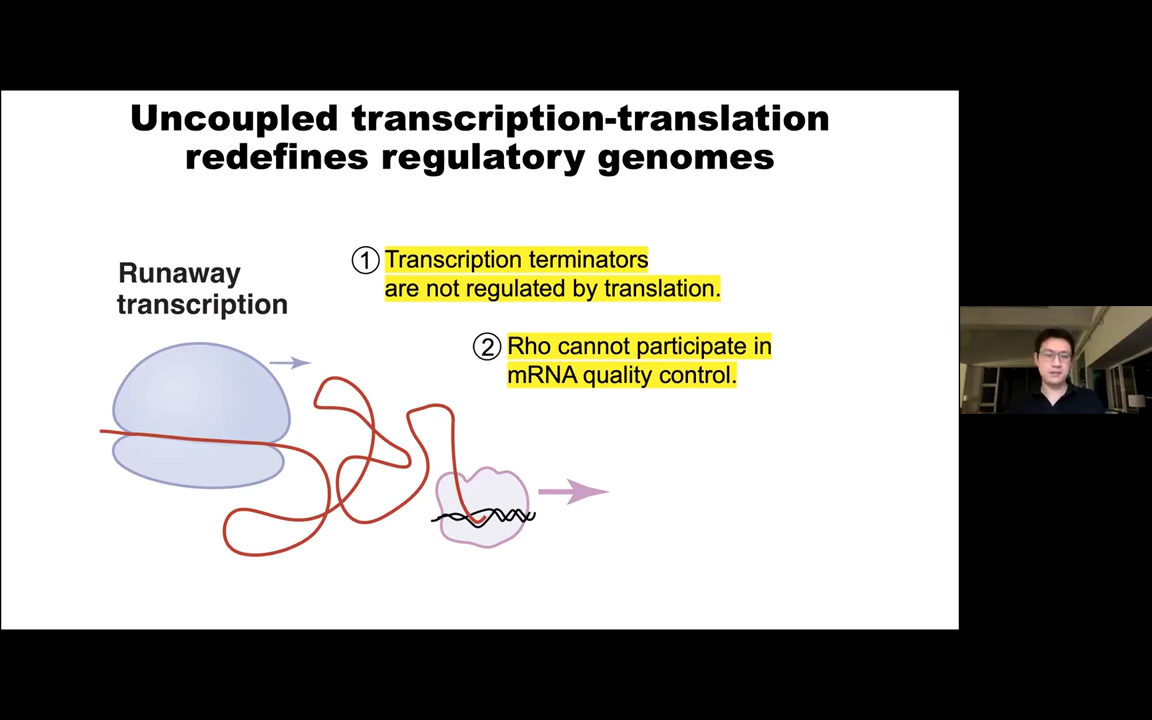 Uncoupled transcription-translation
redefines regulatory genomes
Runaway
transcription
① Transcription terminators
are not regulated by translation.
② Rho cannot participate in
mRNA quality control.